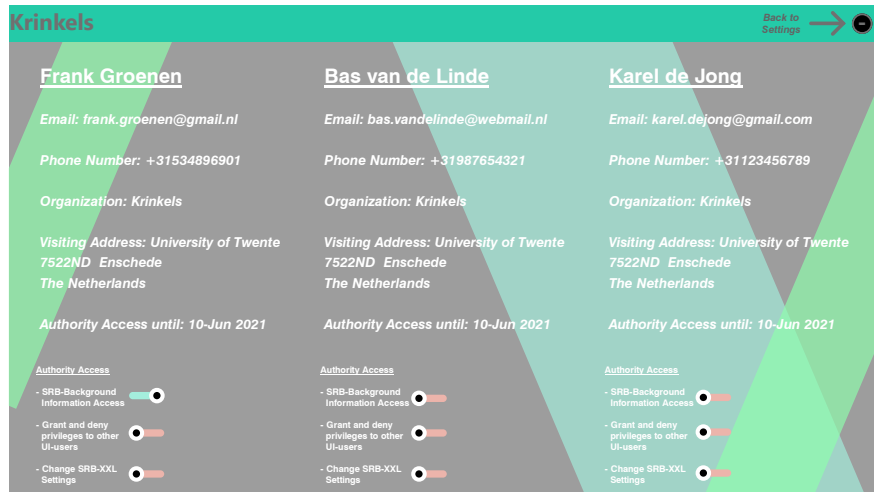 Krinkels
Back to
Settings
Frank Groenen
Email: frank.groenen@gmail.nl
Phone Number: +31534896901
Organization: Krinkels
Visiting Address: University of Twente
7522ND  Enschede
The Netherlands
Authority Access until: 10-Jun 2021
Authority Access
- SRB-Background
Information Access
- Grant and deny
privileges to other
UI-users
- Change SRB-XXL
Settings
Bas van de Linde
Email: bas.vandelinde@webmail.nl
Phone Number: +31987654321
Organization: Krinkels
Visiting Address: University of Twente
7522ND  Enschede
The Netherlands
Authority Access until: 10-Jun 2021
Authority Access
- SRB-Background
Information Access
- Grant and deny
privileges to other
UI-users
- Change SRB-XXL
Settings
Karel de Jong
Email: karel.dejong@gmail.com
Phone Number: +31123456789
Organization: Krinkels
Visiting Address: University of Twente
7522ND  Enschede
The Netherlands
Authority Access until: 10-Jun 2021
Authority Access
- SRB-Background
Information Access
- Grant and deny
privileges to other
UI-users
- Change SRB-XXL
Settings